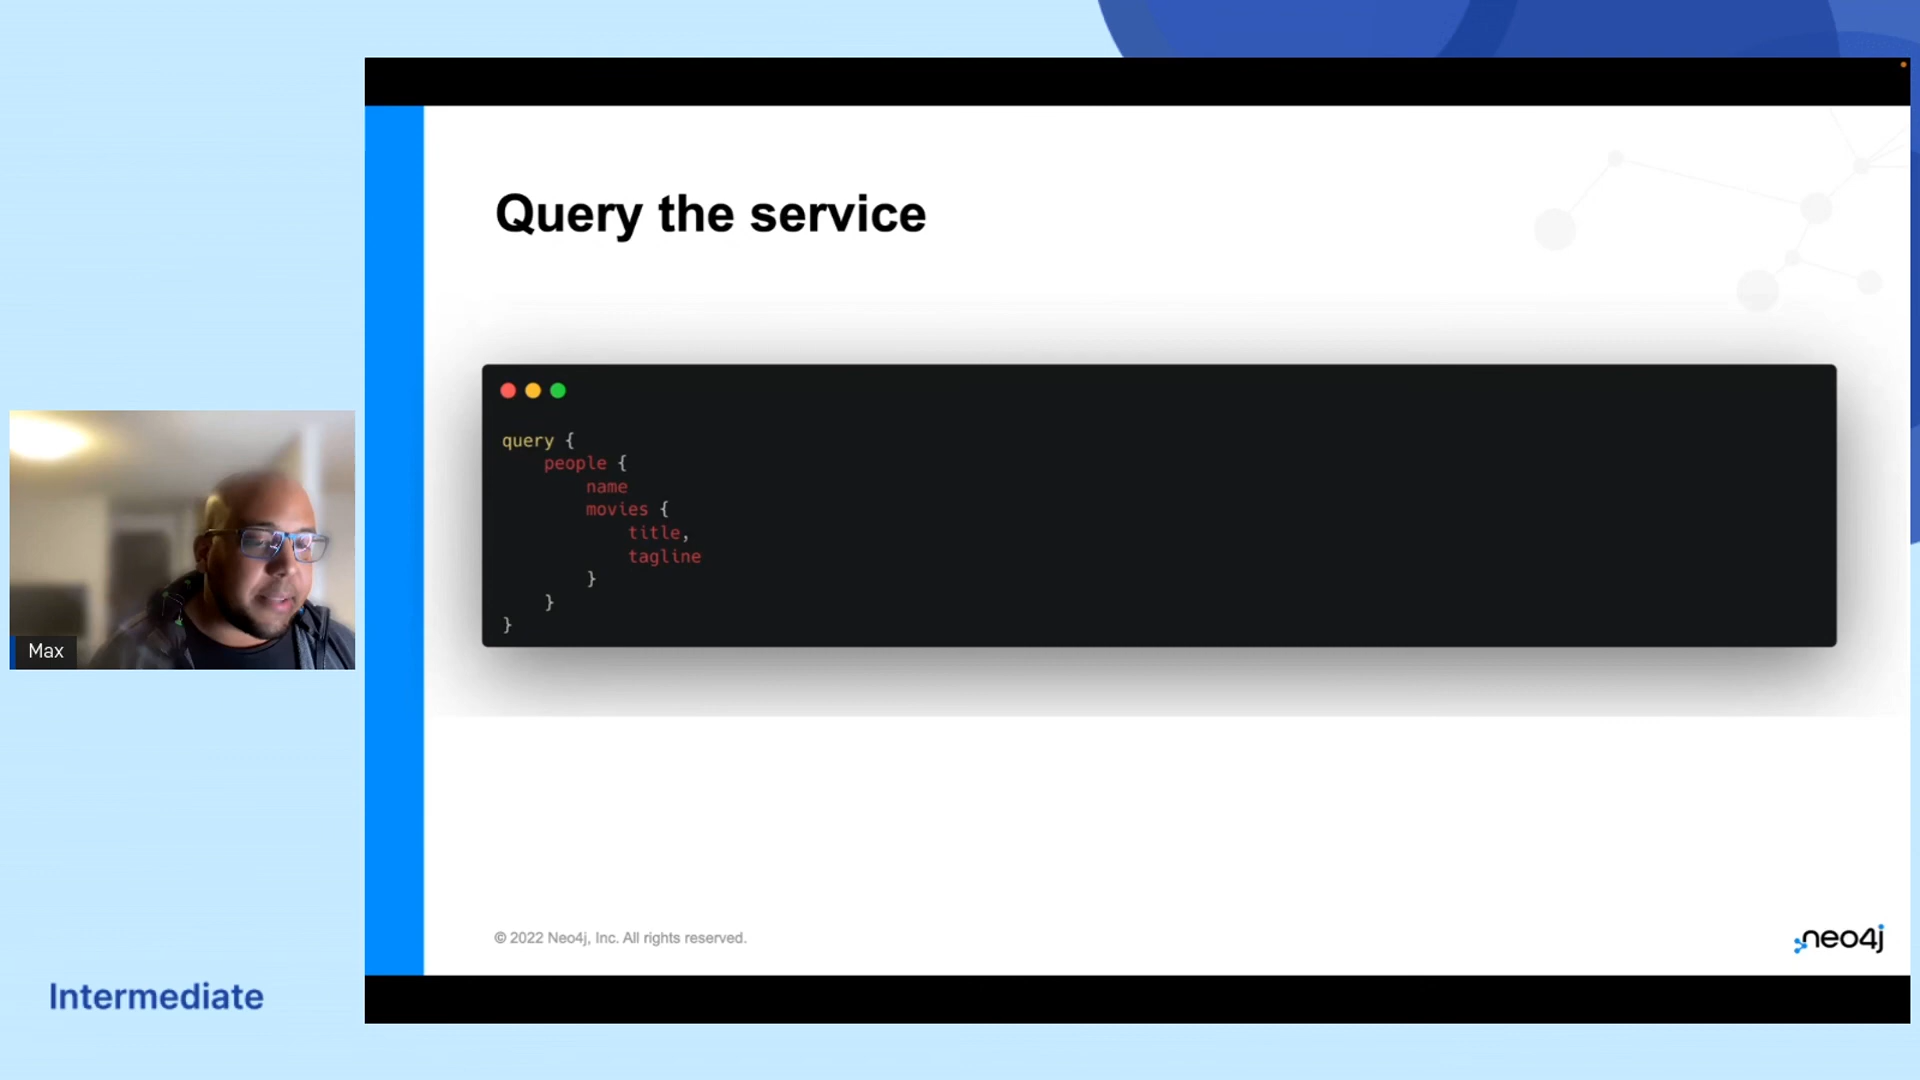 Query the service
query {
people {
name
movies {
title,
tagline
}
}
}
Max
© 2022 Neo4j, Inc. All rights reserved.
neo4j
Intermediate